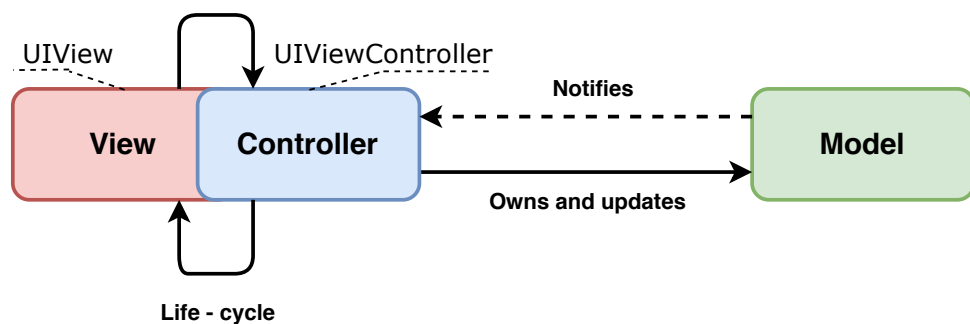 UIView
UIViewController
Notifies
View
Controller
Model
Owns and updates
Life - cycle